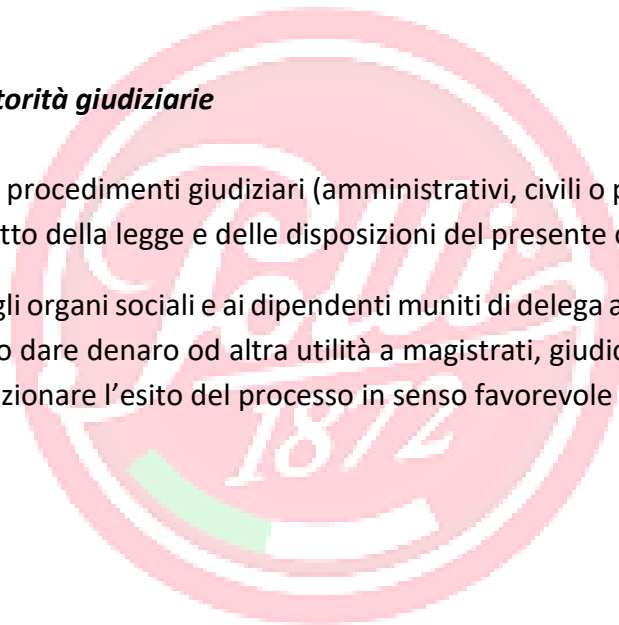 torità giudiziarie
procedimenti giudiziari (amministrativi, civili o p
tto della legge e delle disposizioni del presente
gli organi sociali e ai dipendenti muniti di delega a
o dare denaro od altra utilità a magistrati, giudic
zionare l’esito del processo in senso favorevole
Polli
1872